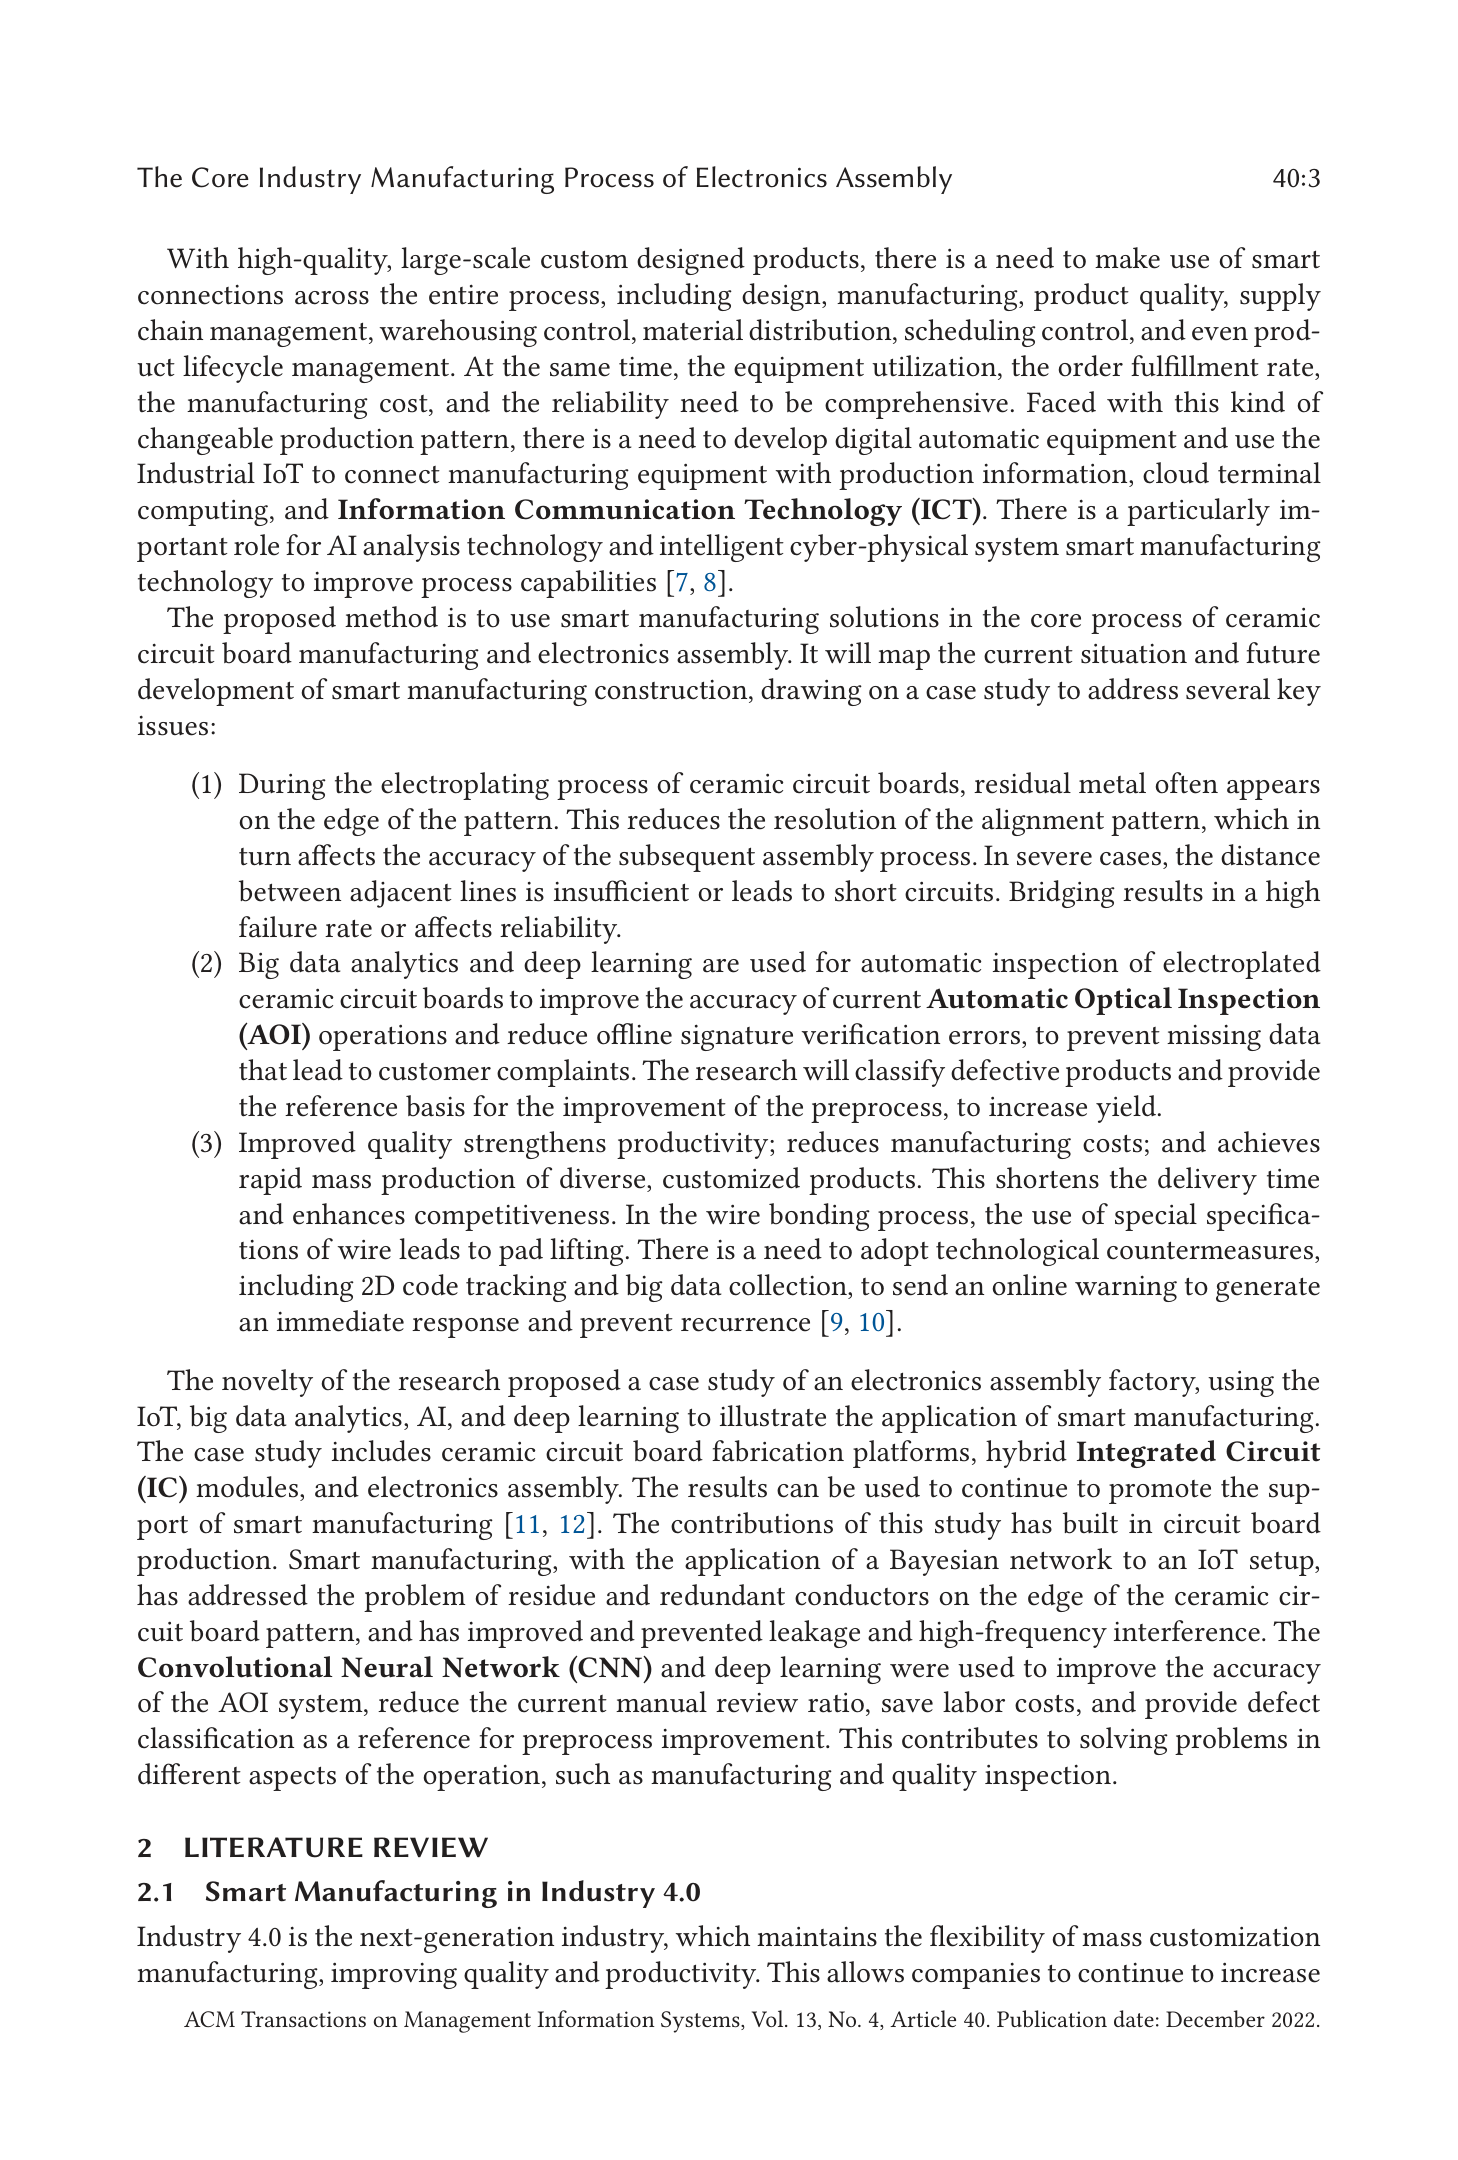 The Core Industry Manufacturing Process of Electronics Assembly 40:3
With high-quality, large-scale custom designed products, there is a need to make use of smart
connections across the entire process, including design, manufacturing, product quality, supply
chain management, warehousing control, material distribution, scheduling control, and even prod-
uct lifecycle management. At the same time, the equipment utilization, the order fulfillment rate,
the manufacturing cost, and the reliability need to be comprehensive. Faced with this kind of
changeable production pattern, there is a need to develop digital automatic equipment and use the
Industrial IoT to connect manufacturing equipment with production information, cloud terminal
computing, and Information Communication Technology (ICT). There is a particularly im-
portant role for AI analysis technology and intelligent cyber-physical system smart manufacturing
technology to improve process capabilities [7, 8].
The proposed method is to use smart manufacturing solutions in the core process of ceramic
circuit board manufacturing and electronics assembly. It will map the current situation and future
development of smart manufacturing construction, drawing on a case study to address several key
issues:
(1) During the electroplating process of ceramic circuit boards, residual metal often appears
on the edge of the pattern. This reduces the resolution of the alignment pattern, which in
turn affects the accuracy of the subsequent assembly process. In severe cases, the distance
between adjacent lines is insufficient or leads to short circuits. Bridging results in a high
failure rate or affects reliability.
(2) Big data analytics and deep learning are used for automatic inspection of electroplated
ceramic circuit boards to improve the accuracy of current Automatic Optical Inspection
(AOI) operations and reduce offline signature verification errors, to prevent missing data
that lead to customer complaints. The research will classify defective products and provide
the reference basis for the improvement of the preprocess, to increase yield.
(3) Improved quality strengthens productivity; reduces manufacturing costs; and achieves
rapid mass production of diverse, customized products. This shortens the delivery time
and enhances competitiveness. In the wire bonding process, the use of special specifica-
tions of wire leads to pad lifting. There is a need to adopt technological countermeasures,
including 2D code tracking and big data collection, to send an online warning to generate
an immediate response and prevent recurrence [9, 10].
The novelty of the research proposed a case study of an electronics assembly factory, using the
IoT, big data analytics, AI, and deep learning to illustrate the application of smart manufacturing.
The case study includes ceramic circuit board fabrication platforms, hybrid Integrated Circuit
(IC) modules, and electronics assembly. The results can be used to continue to promote the sup-
port of smart manufacturing [11, 12]. The contributions of this study has built in circuit board
production. Smart manufacturing, with the application of a Bayesian network to an IoT setup,
has addressed the problem of residue and redundant conductors on the edge of the ceramic cir-
cuit board pattern, and has improved and prevented leakage and high-frequency interference. The
Convolutional Neural Network (CNN) and deep learning were used to improve the accuracy
of the AOI system, reduce the current manual review ratio, save labor costs, and provide defect
classification as a reference for preprocess improvement. This contributes to solving problems in
different aspects of the operation, such as manufacturing and quality inspection.
2 LITERATURE REVIEW
2.1 Smart Manufacturing in Industry 4.0
Industry 4.0 is the next-generation industry, which maintains the flexibility of mass customization
manufacturing, improving quality and productivity. This allows companies to continue to increase
ACM Transactions on Management Information Systems, Vol. 13, No. 4, Article 40. Publication date: December 2022.